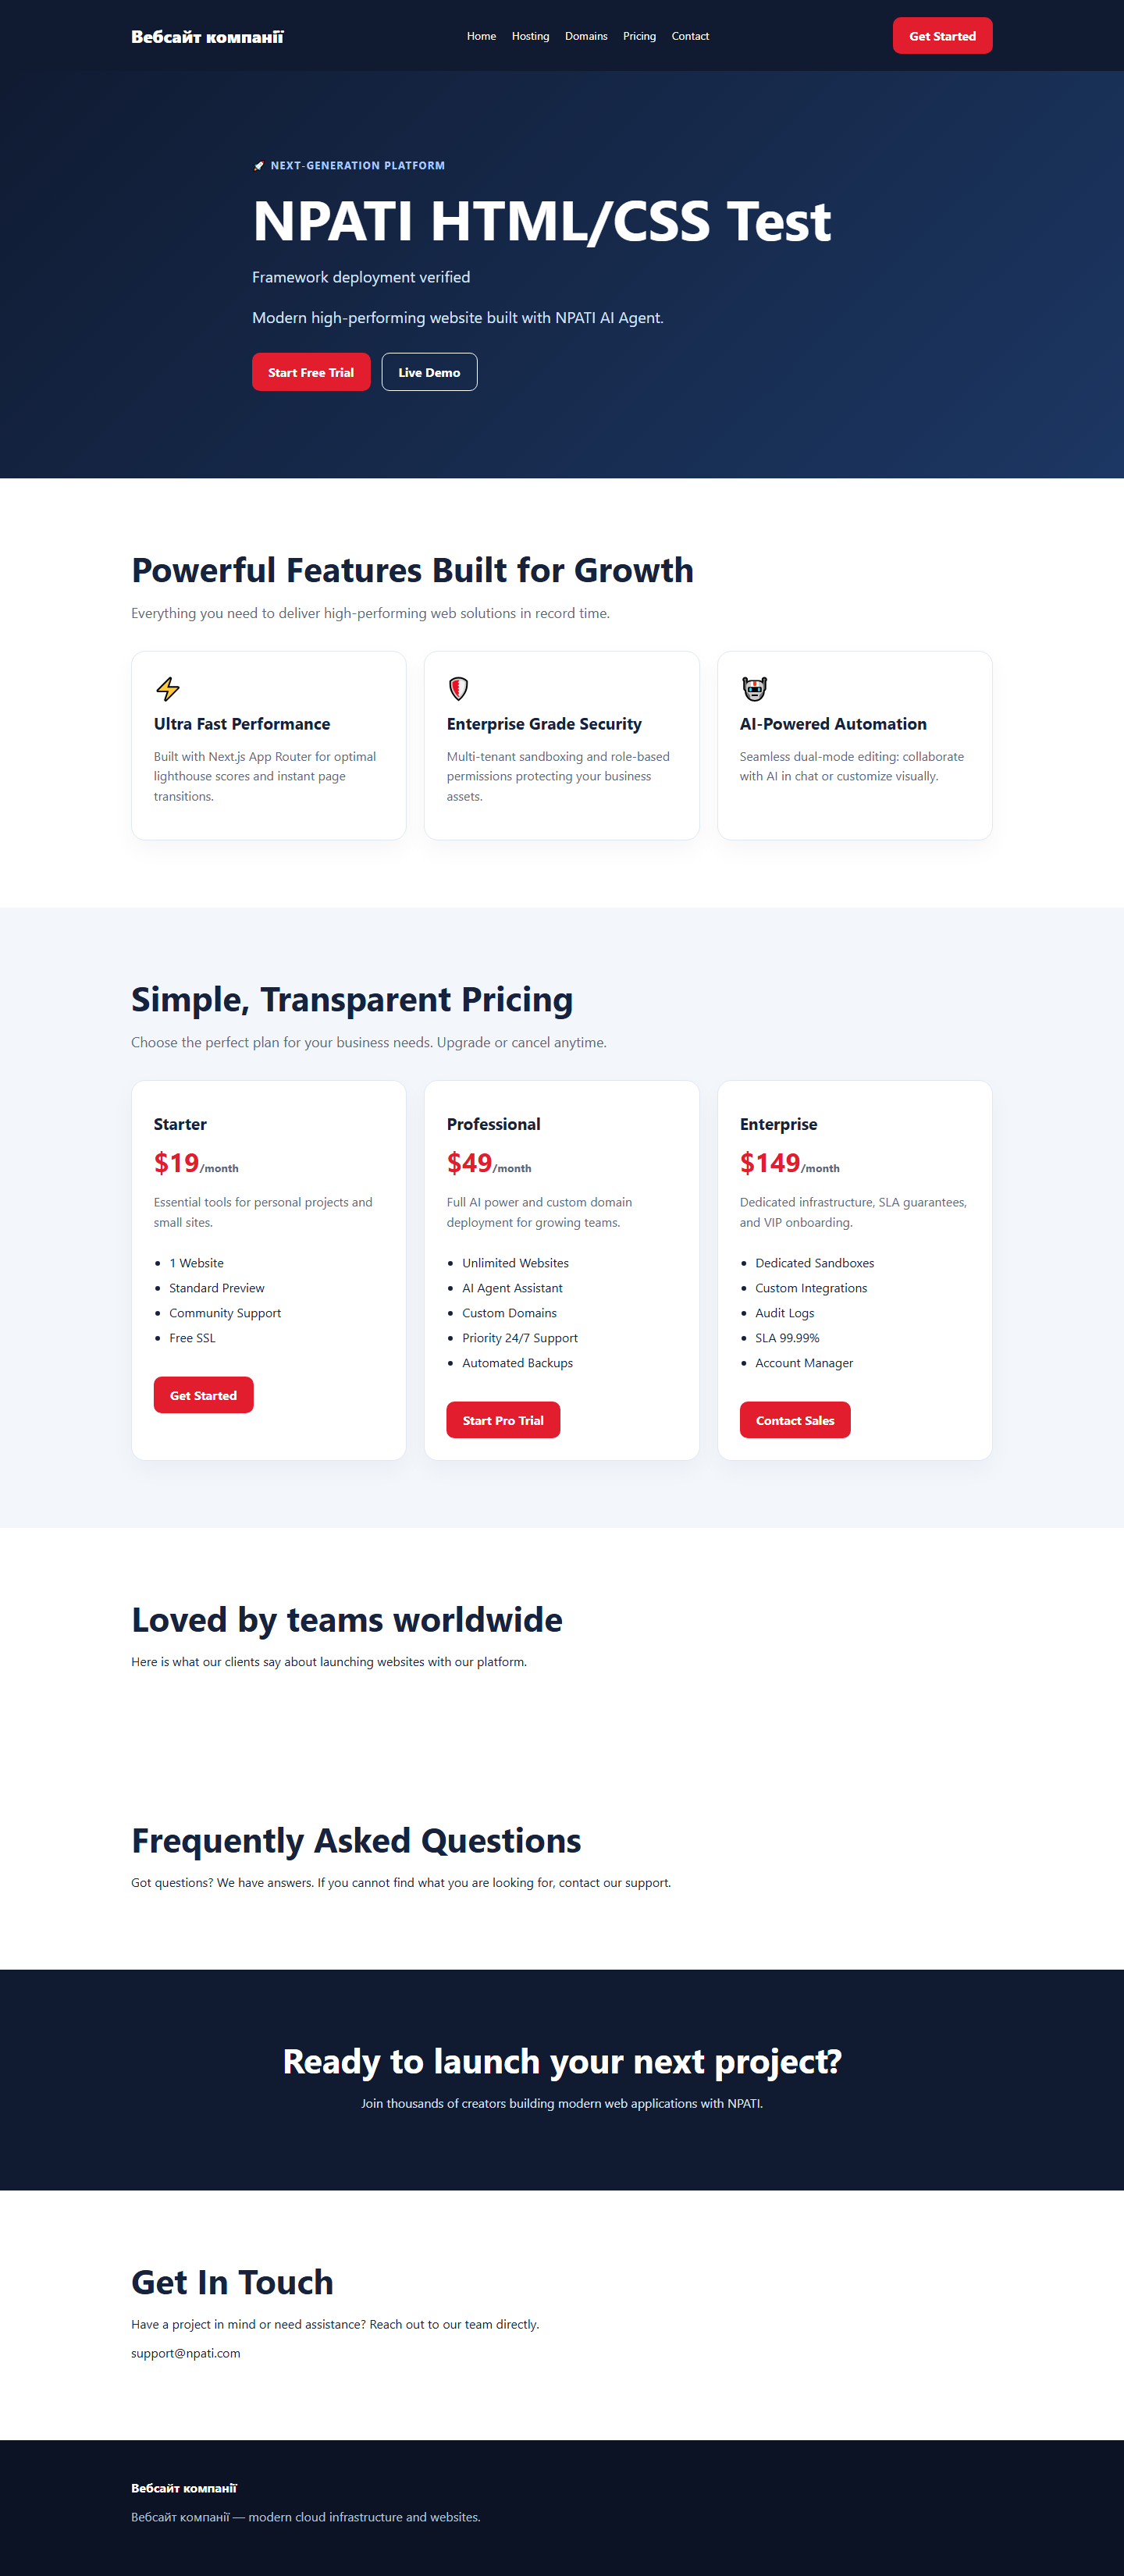 Вебсайт компанії
Home Hosting Domains Pricing Contact
Get Started
🚀 NEXT-GENERATION PLATFORM
NPATI HTML/CSS Test
Framework deployment verified
Modern high-performing website built with NPATI AI Agent.
Start Free Trial
Live Demo
Powerful Features Built for Growth
Everything you need to deliver high-performing web solutions in record time.
Ultra Fast Performance
Built with Next.js App Router for optimal
lighthouse scores and instant page
transitions.
Enterprise Grade Security
Multi-tenant sandboxing and role-based
permissions protecting your business
assets.
AI-Powered Automation
Seamless dual-mode editing: collaborate
with AI in chat or customize visually.
Simple, Transparent Pricing
Choose the perfect plan for your business needs. Upgrade or cancel anytime.
Starter
$19/month
Essential tools for personal projects and
small sites.
• 1 Website
• Standard Preview
• Community Support
• Free SSL
Get Started
Professional
$49/month
Full AI power and custom domain
deployment for growing teams.
• Unlimited Websites
• AI Agent Assistant
• Custom Domains
• Priority 24/7 Support
• Automated Backups
Start Pro Trial
Enterprise
$149/month
Dedicated infrastructure, SLA guarantees,
and VIP onboarding.
• Dedicated Sandboxes
• Custom Integrations
• Audit Logs
• SLA 99.99%
• Account Manager
Contact Sales
Loved by teams worldwide
Here is what our clients say about launching websites with our platform.
Frequently Asked Questions
Got questions? We have answers. If you cannot find what you are looking for, contact our support.
Ready to launch your next project?
Join thousands of creators building modern web applications with NPATI.
Get In Touch
Have a project in mind or need assistance? Reach out to our team directly.
support@npati.com
Вебсайт компанії
Вебсайт компанії — modern cloud infrastructure and websites.